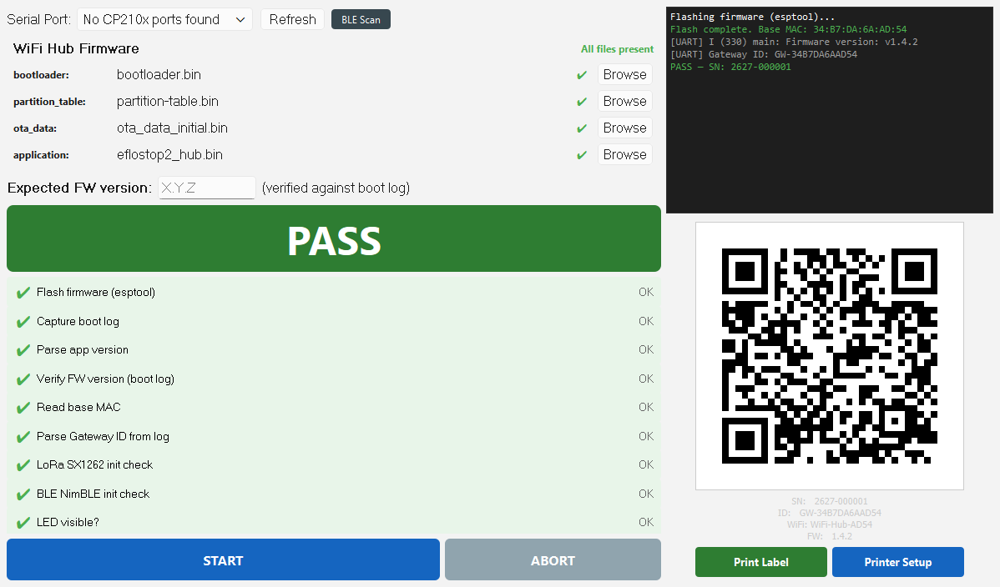 Serial Port: No CP210x ports found Refresh BLE Scan
WiFi Hub Firmware All files present
bootloader: bootloader.bin ✔ Browse
partition_table: partition-table.bin ✔ Browse
ota_data: ota_data_initial.bin ✔ Browse
application: eflostop2_hub.bin ✔ Browse
Expected FW version: X.Y.Z (verified against boot log)
PASS
✔ Flash firmware (esptool) OK
✔ Capture boot log OK
✔ Parse app version OK
✔ Verify FW version (boot log) OK
✔ Read base MAC OK
✔ Parse Gateway ID from log OK
✔ LoRa SX1262 init check OK
✔ BLE NimBLE init check OK
✔ LED visible? OK
START ABORT
Flashing firmware (esptool)...
Flash complete. Base MAC: 34:B7:DA:6A:AD:54
[UART] I (330) main: Firmware version: v1.4.2
[UART] Gateway ID: GW-34B7DA6AAD54
PASS — SN: 2627-000001
SN: 2627-000001
ID: GW-34B7DA6AAD54
WiFi: WiFi-Hub-AD54
FW: 1.4.2
Print Label Printer Setup